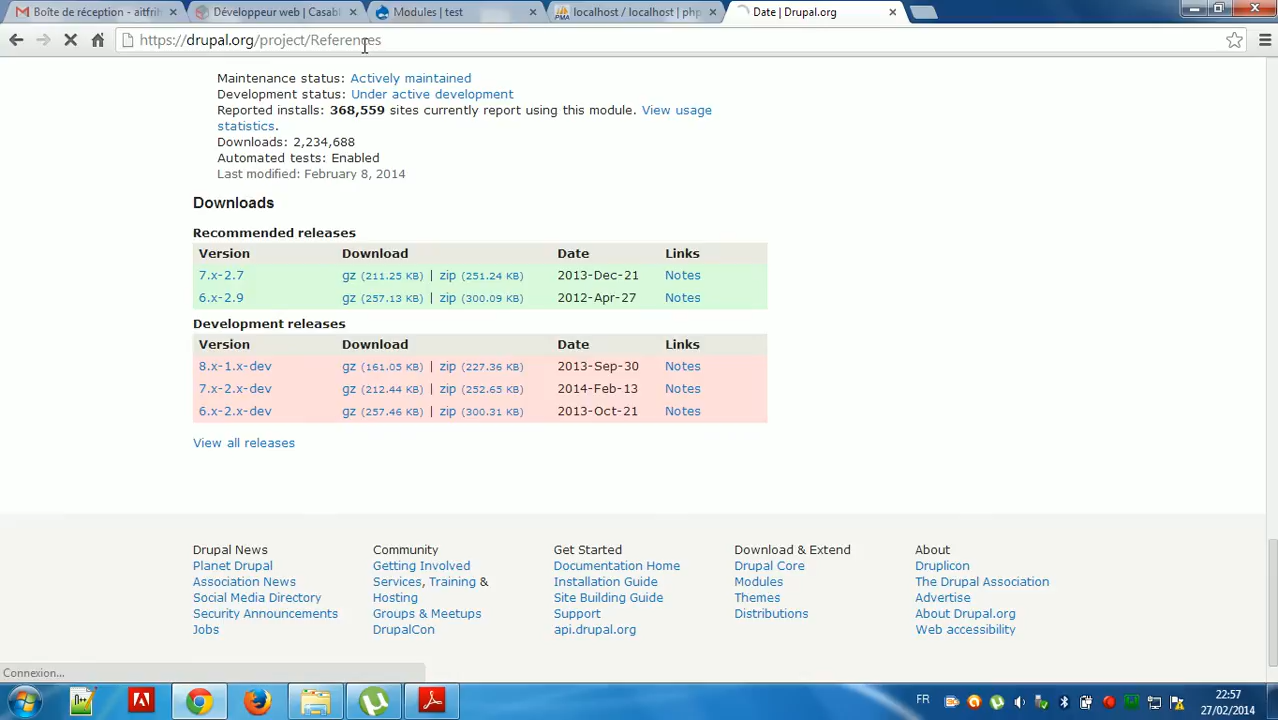 Boîte de réception - aitfrit
Développeur web | Casabl
Modules | test
localhost / localhost | php
Date | Drupal.org
https://drupal.org/project/References
Maintenance status: Actively maintained
Development status: Under active development
Reported installs: 368,559 sites currently report using this module. View usage
statistics.
Downloads: 2,234,688
Automated tests: Enabled
Last modified: February 8, 2014
Downloads
Recommended releases
Version Download Date Links
7.x-2.7 gz (211.25 KB) | zip (251.24 KB) 2013-Dec-21 Notes
6.x-2.9 gz (257.13 KB) | zip (300.09 KB) 2012-Apr-27 Notes
Development releases
Version Download Date Links
8.x-1.x-dev gz (161.05 KB) | zip (227.36 KB) 2013-Sep-30 Notes
7.x-2.x-dev gz (212.44 KB) | zip (252.65 KB) 2014-Feb-13 Notes
6.x-2.x-dev gz (257.46 KB) | zip (300.31 KB) 2013-Oct-21 Notes
View all releases
Drupal News Community Get Started Download & Extend About
Planet Drupal Getting Involved Documentation Home Drupal Core Druplicon
Association News Services, Training & Installation Guide Modules The Drupal Association
Social Media Directory Hosting Site Building Guide Themes Advertise
Security Announcements Groups & Meetups Support Distributions About Drupal.org
Jobs DrupalCon api.drupal.org Web accessibility
Connexion...
FR
22:57
27/02/2014